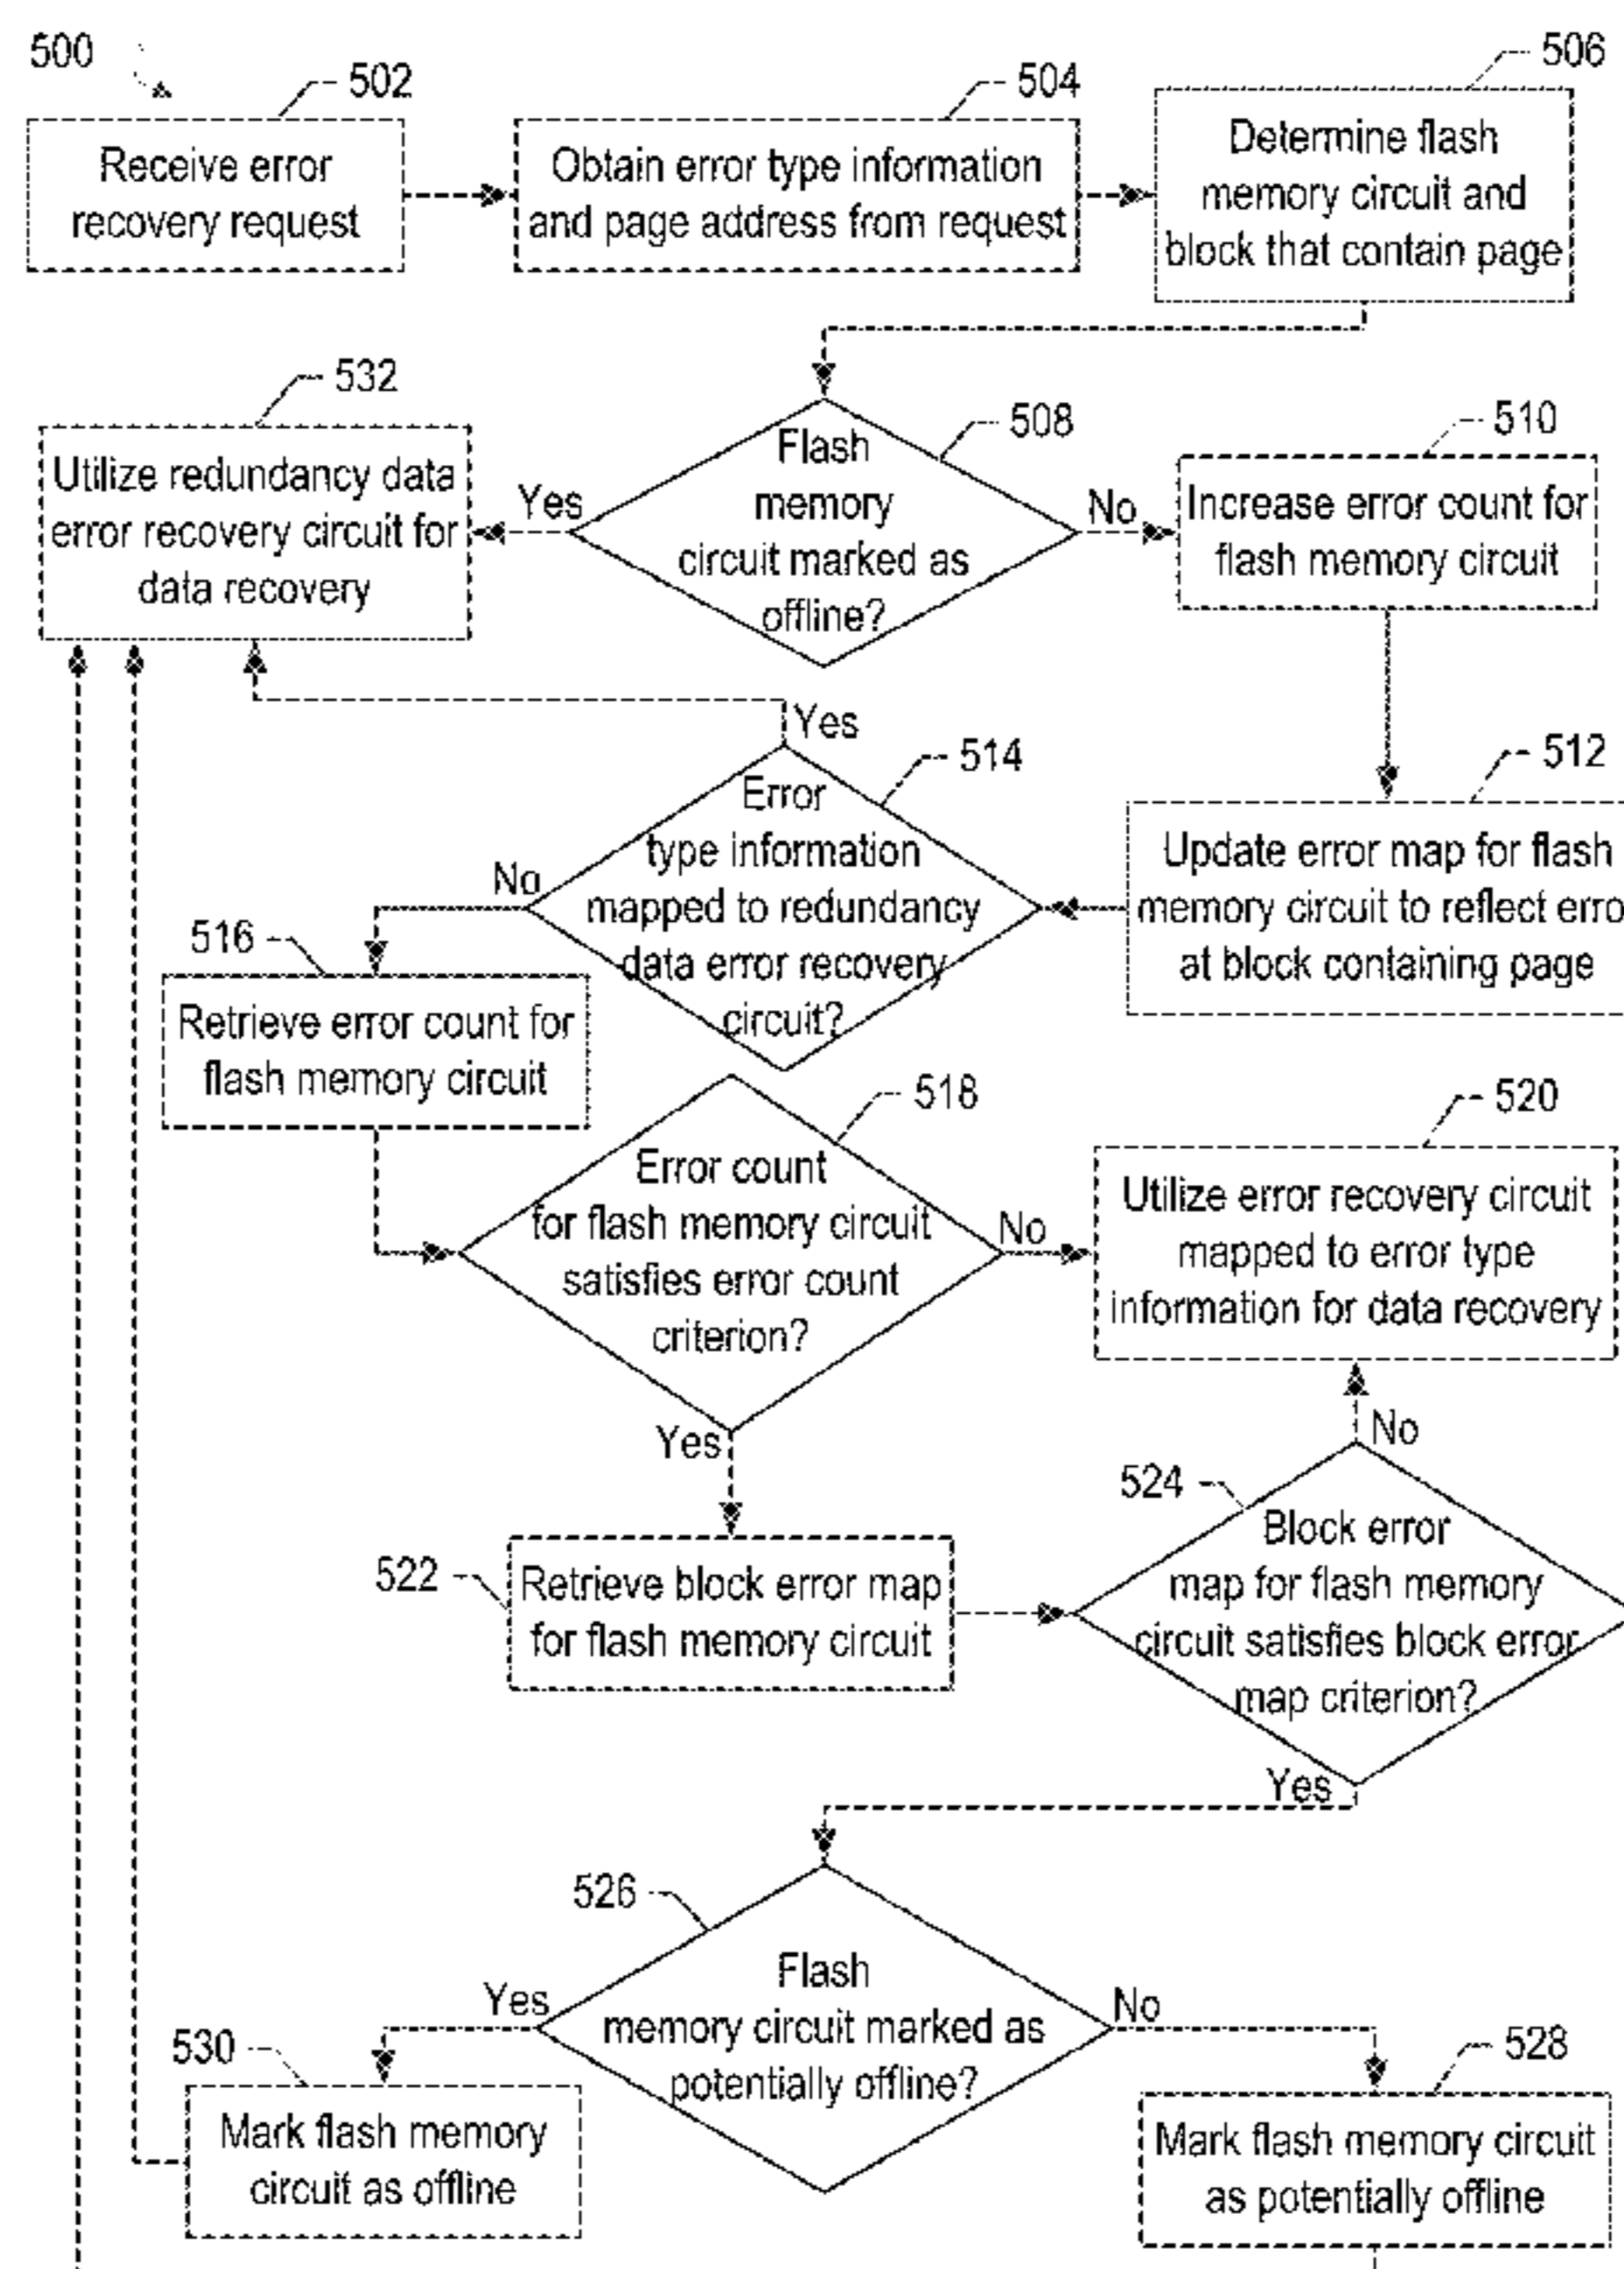 500
502
Receive error
recovery request
504
Obtain error type information
and page address from request
506
Determine flash
memory circuit and
block that contain page
532
Utilize redundancy data
error recovery circuit for
data recovery
Yes
508
Flash
memory
circuit marked as
offline?
No
510
Increase error count for
flash memory circuit
Yes
514
Error
type information
mapped to redundancy
data error recovery
circuit?
No
512
Update error map for flash
memory circuit to reflect erro
at block containing page
516
Retrieve error count for
flash memory circuit
518
Error count
for flash memory circuit
satisfies error count
criterion?
No
Yes
520
Utilize error recovery circuit
mapped to error type
information for data recovery
No
522
Retrieve block error map
for flash memory circuit
524
Block error
map for flash memory
circuit satisfies block error
map criterion?
Yes
526
Flash
memory circuit marked as
potentially offline?
Yes
No
530
Mark flash memory
circuit as offline
528
Mark flash memory circuit
as potentially offline